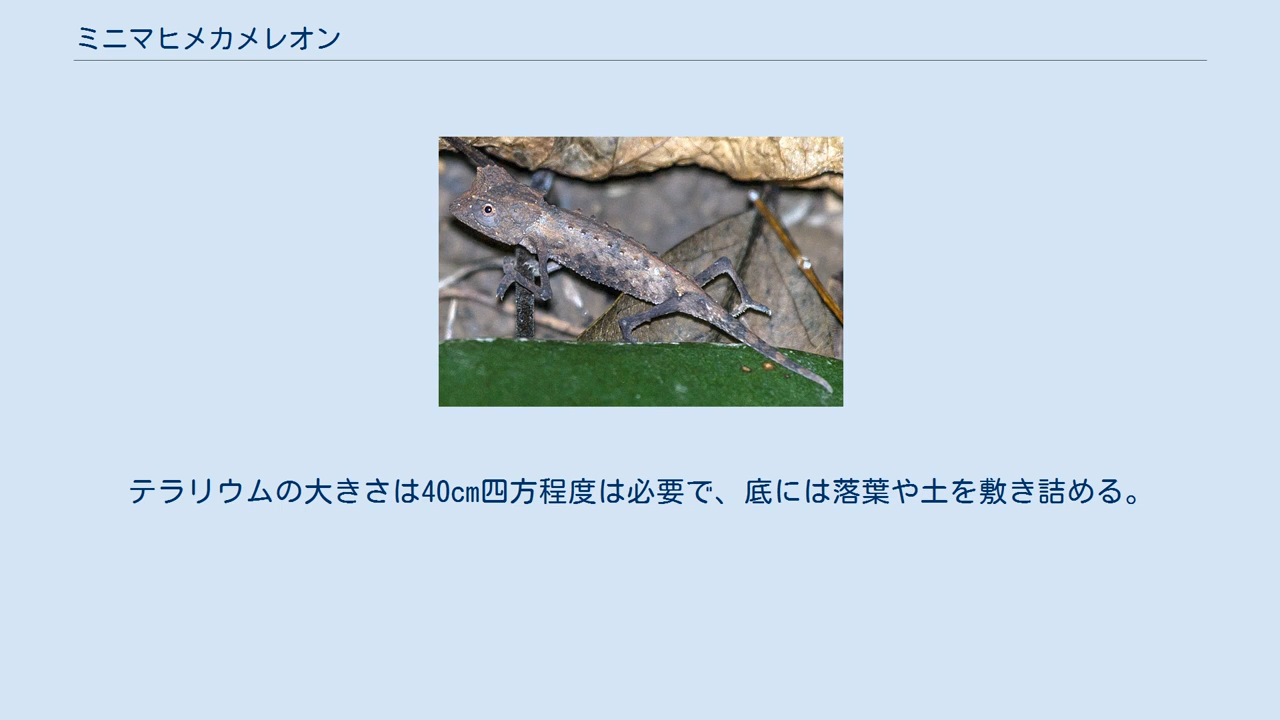 ミニマヒメカメレオン
テラリウムの大きさは40cm四方程度は必要で、底には落葉や土を敷き詰める。